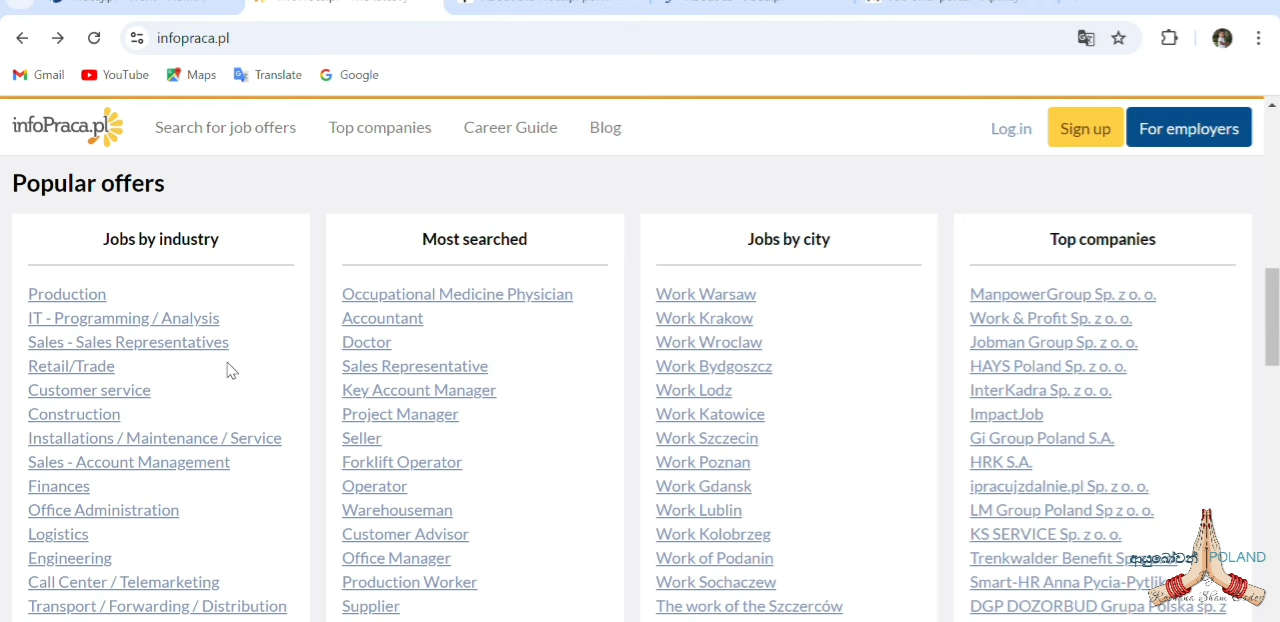 infopraca.pl
Gmail YouTube Maps Translate Google
infoPraca.pl Search for job offers Top companies Career Guide Blog Log.in Sign up For employers
Popular offers
Jobs by industry
Production
IT - Programming / Analysis
Sales - Sales Representatives
Retail/Trade
Customer service
Construction
Installations / Maintenance / Service
Sales - Account Management
Finances
Office Administration
Logistics
Engineering
Call Center / Telemarketing
Transport / Forwarding / Distribution
Most searched
Occupational Medicine Physician
Accountant
Doctor
Sales Representative
Key Account Manager
Project Manager
Seller
Forklift Operator
Operator
Warehouseman
Customer Advisor
Office Manager
Production Worker
Supplier
Jobs by city
Work Warsaw
Work Krakow
Work Wroclaw
Work Bydgoszcz
Work Lodz
Work Katowice
Work Szczecin
Work Poznan
Work Gdansk
Work Lublin
Work Kolobrzeg
Work of Podanin
Work Sochaczew
The work of the Szczerców
Top companies
ManpowerGroup Sp. z o. o.
Work & Profit Sp. z o. o.
Jobman Group Sp. z o. o.
HAYS Poland Sp. z o. o.
InterKadra Sp. z o. o.
ImpactJob
Gi Group Poland S.A.
HRK S.A.
ipracujzdalnie.pl Sp. z o. o.
LM Group Poland Sp z o. o.
KS SERVICE Sp. z o. o.
Trenkwalder Benefit
Smart-HR Anna Pycia-Pytlik
DGP DOZORBUD Grupa Polska sp. z
ආයුබෝවන් POLAND